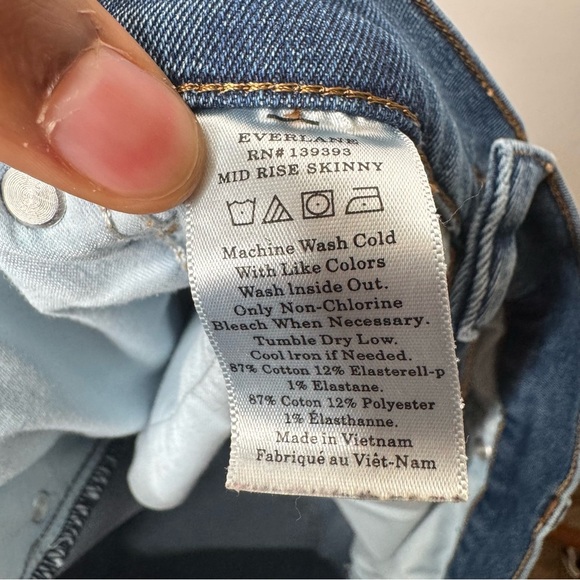 EVERLANE
RN# 139393
MID RISE SKINNY
Machine Wash Cold
With Like Colors
Wash Inside Out.
Only Non-Chlorine
Bleach When Necessary.
Tumble Dry Low.
Cool lron if Needed.
87% Cotton 12% Elasterell-p
1% Elastane.
87% Coton 12% Polyester
1% Élasthanne.
Made in Vietnam
Fabriqué au Viêt-Nam